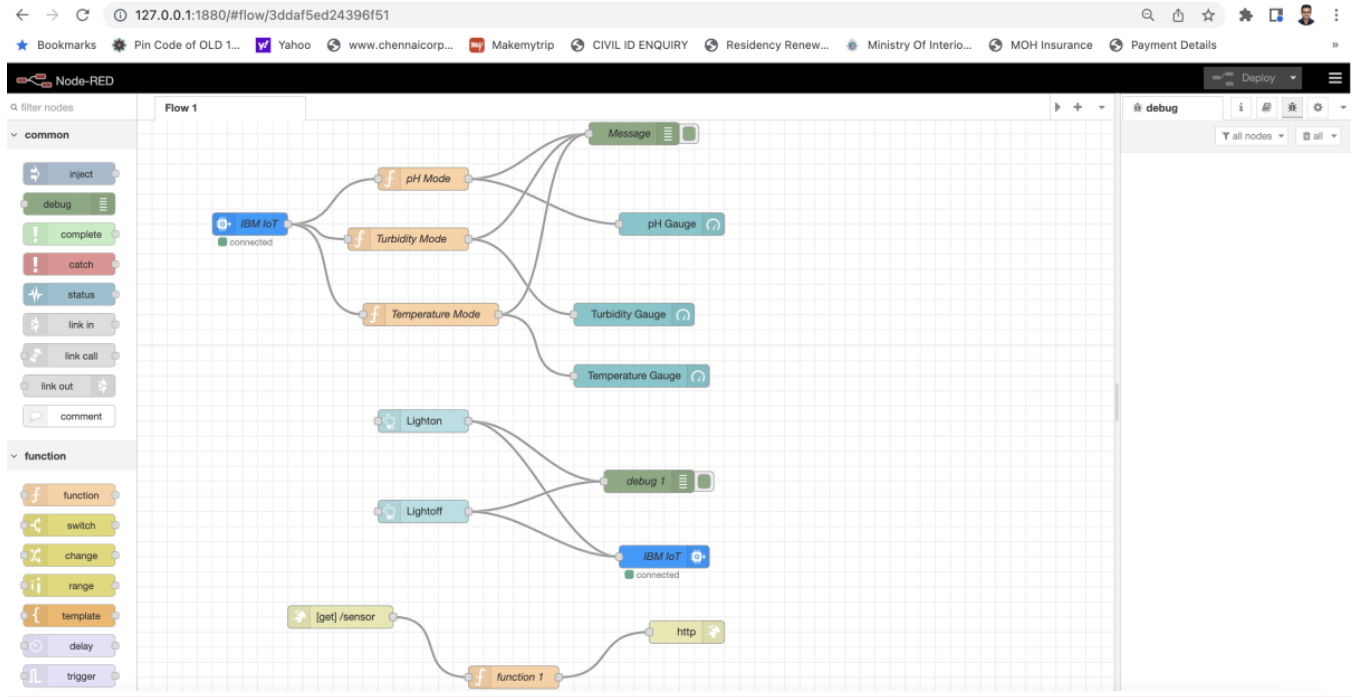 127.0.0.1:1880/#flow/3ddaf5ed24396f51
Bookmarks Pin Code of OLD 1... Yahoo www.chennaicorp... Makemytrip CIVIL ID ENQUIRY Residency Renew... Ministry Of Interio... MOH Insurance Payment Details »
Node-RED Deploy
filter nodes Flow 1 debug
common
all nodes all
inject
debug
complete
catch
status
link in
link call
link out
comment
function
function
switch
change
range
template
delay
trigger
Message
pH Mode
IBM IoT
connected
pH Gauge
Turbidity Mode
Temperature Mode
Turbidity Gauge
Temperature Gauge
Lighton
debug 1
Lightoff
IBM IoT
connected
[get] /sensor
http
function 1